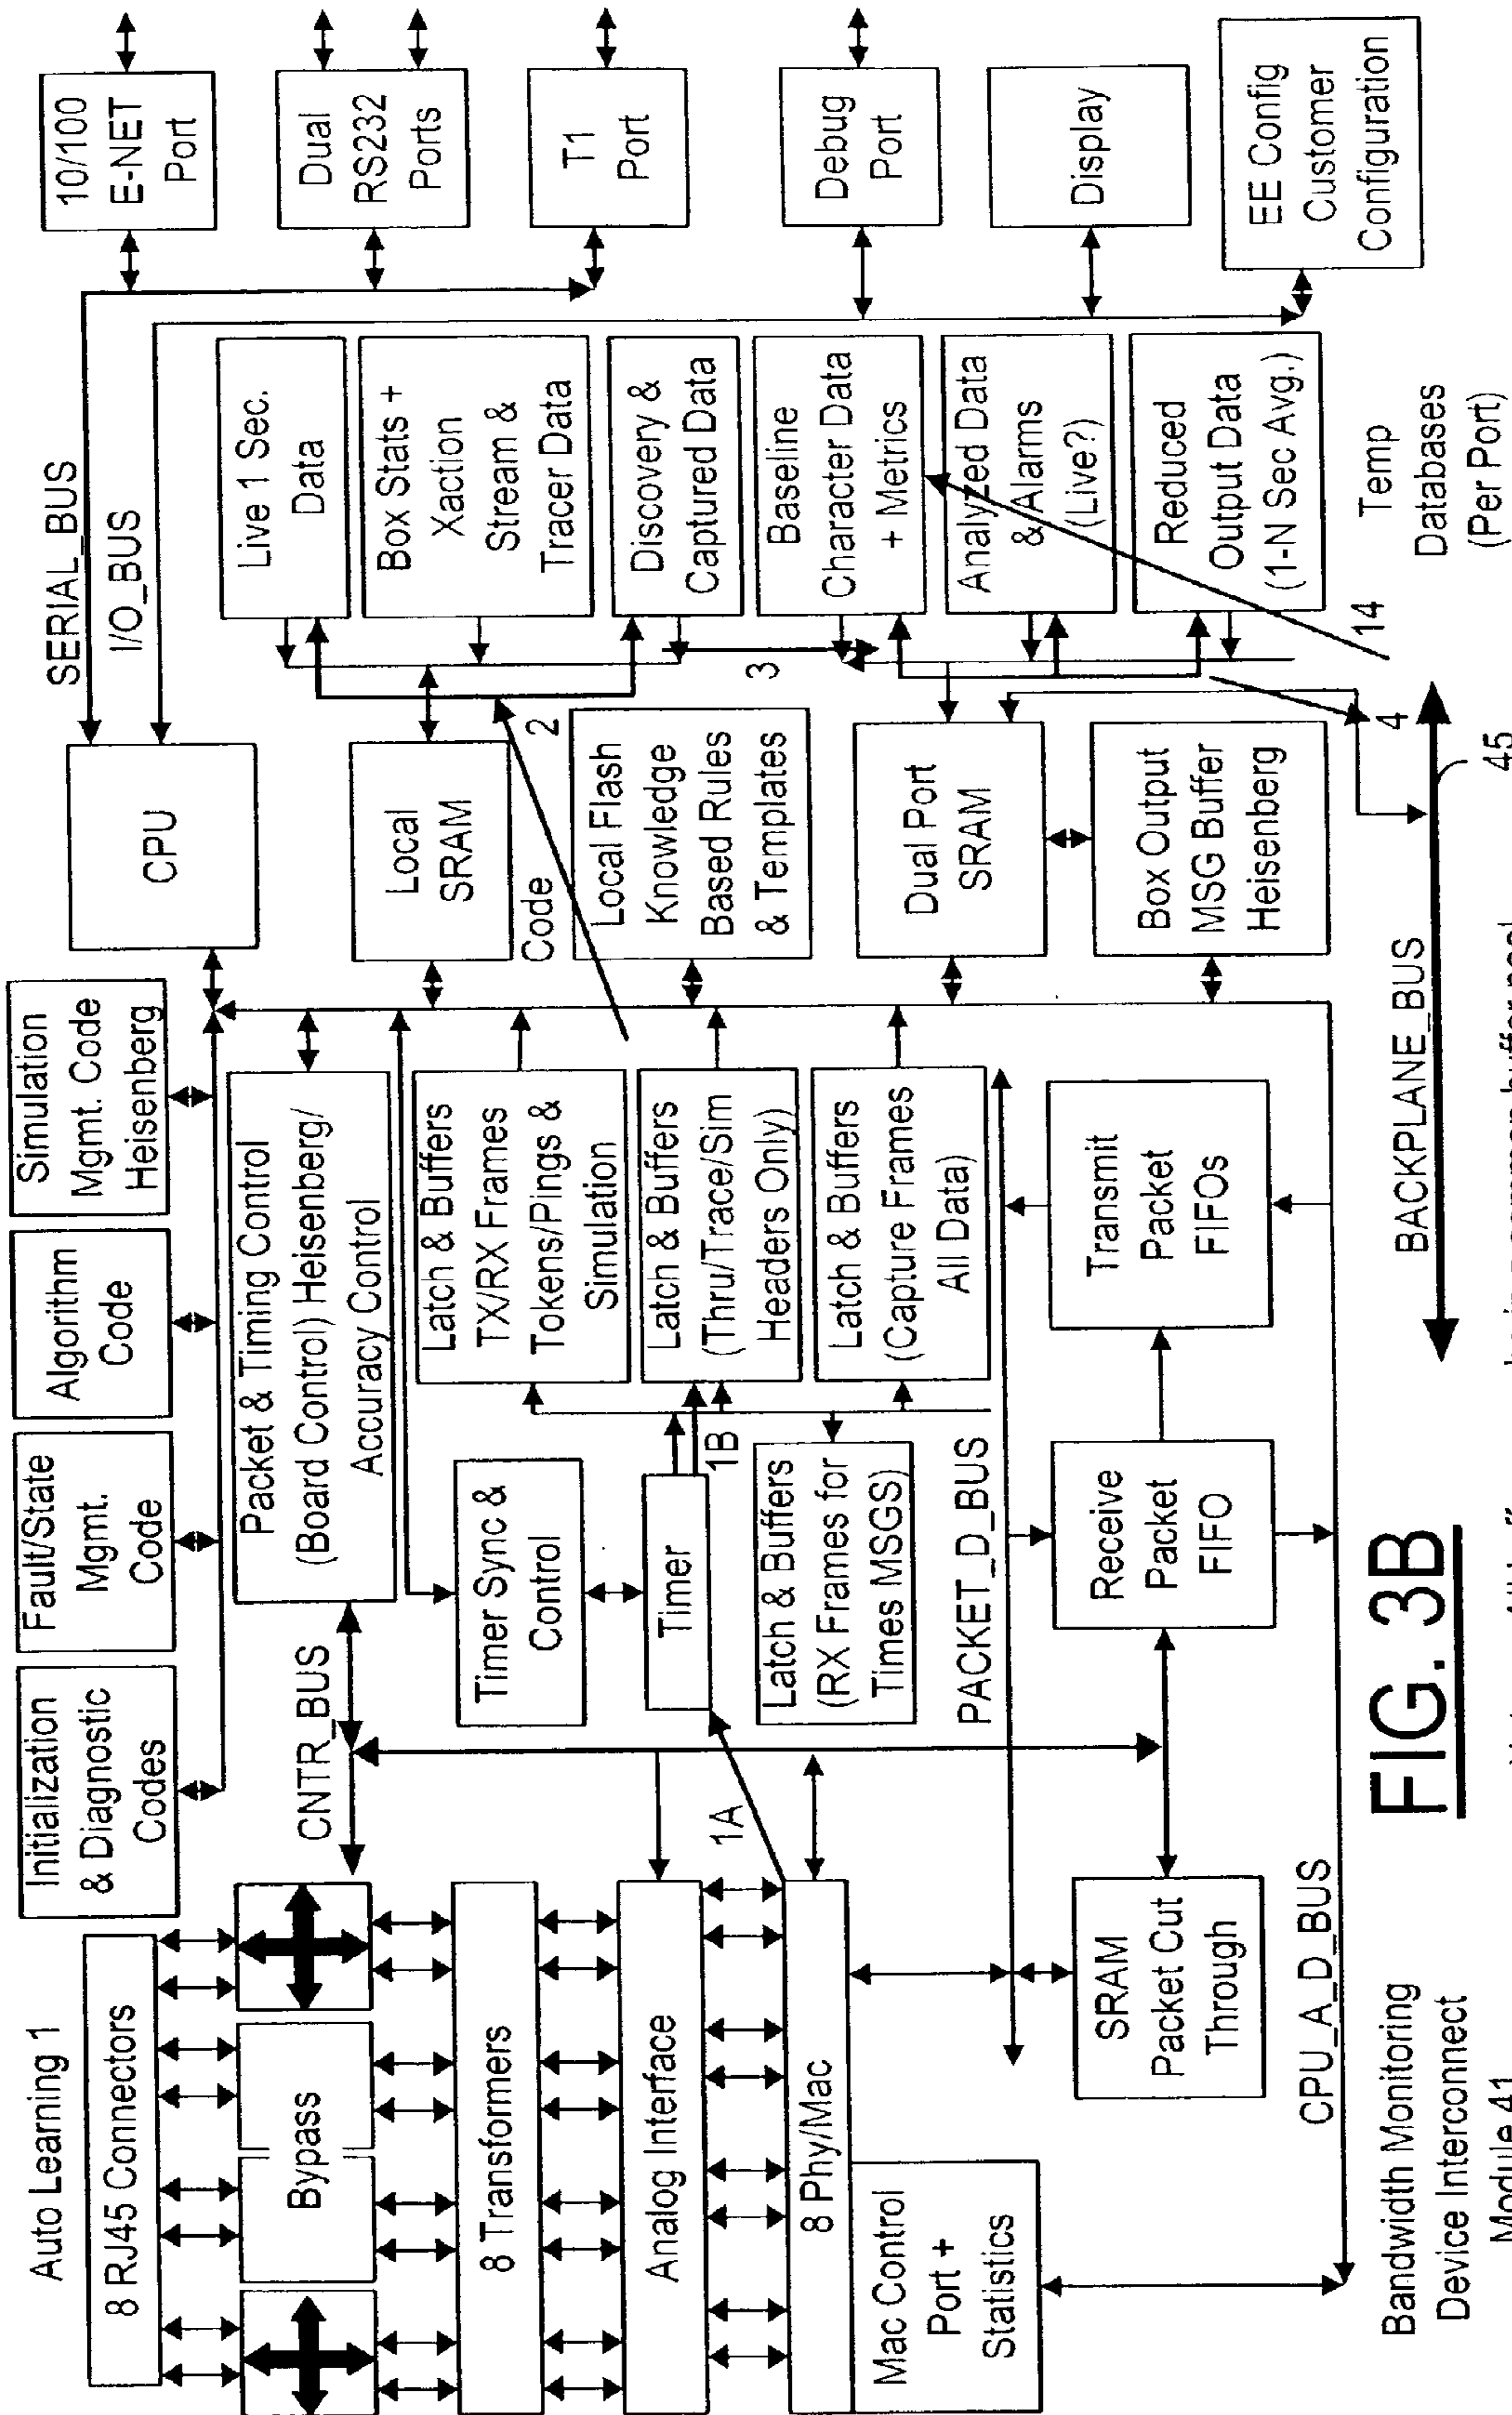 Auto Learning 1
8 RJ45 Connectors
Bypass
8 Transformers
Analog Interface
8 Phy/Mac
Mac Control
Port +
Statistics
Initialization
& Diagnostic
Codes
Fault/State
Mgmt.
Code
Algorithm
Code
Simulation
Mgmt. Code
Heisenberg
CNTR_BUS
Packet & Timing Control
(Board Control) Heisenberg/
Accuracy Control
Timer Sync &
Control
Timer
1A
1B
Latch & Buffers
(RX Frames for
Times MSGS)
Latch & Buffers
TX/RX Frames
Tokens/Pings &
Simulation
Latch & Buffers
(Thru/Trace/Sim
Headers Only)
Latch & Buffers
(Capture Frames
All Data)
PACKET_D_BUS
SRAM
Packet Cut
Through
Receive
Packet
FIFO
Transmit
Packet
FIFOs
CPU_A_D_BUS
CPU
Local
SRAM
Code
2
Local Flash
Knowledge
Based Rules
& Templates
Dual Port
SRAM
Box Output
MSG Buffer
Heisenberg
SERIAL_BUS
I/O_BUS
Live 1 Sec.
Data
Box Stats +
Xaction
Stream &
Tracer Data
Discovery &
Captured Data
3
Baseline
Character Data
+ Metrics
Analyzed Data
& Alarms
(Live?)
Reduced
Output Data
(1-N Sec Avg.)
14
4
Temp
Databases
(Per Port)
10/100
E-NET
Port
Dual
RS232
Ports
T1
Port
Debug
Port
Display
EE Config
Customer
Configuration
BACKPLANE_BUS
45
Bandwidth Monitoring
Device Interconnect
Module 41
FIG. 3B
buffer pool